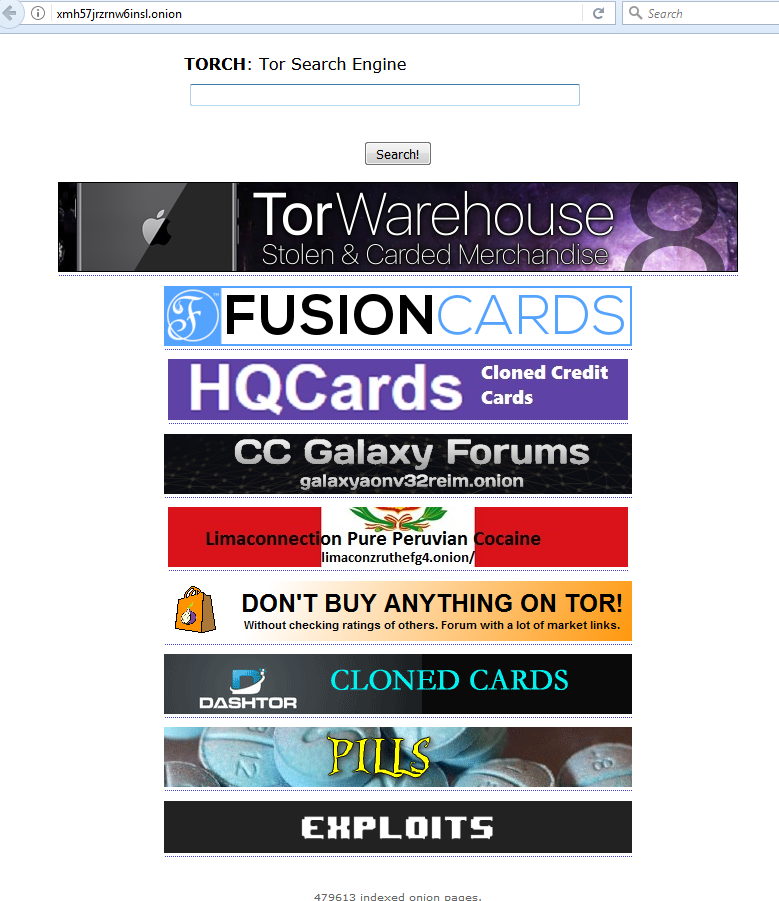 xmh57jrzrnw6insl.onion
Search
TORCH: Tor Search Engine
Search!
TorWarehouse
8
Stolen & Carded Merchandise
F ™
FUSIONCARDS
HQCards
Cloned Credit
Cards
CC Galaxy Forums
galaxyaonv32reim.onion
Limaconnection Pure Peruvian Cocaine
limaconzruthefg4.onion/
DON'T BUY ANYTHING ON TOR!
Without checking ratings of others. Forum with a lot of market links.
DASHTOR
CLONED CARDS
PILLS
EXPLOITS
479613 indexed onion pages.